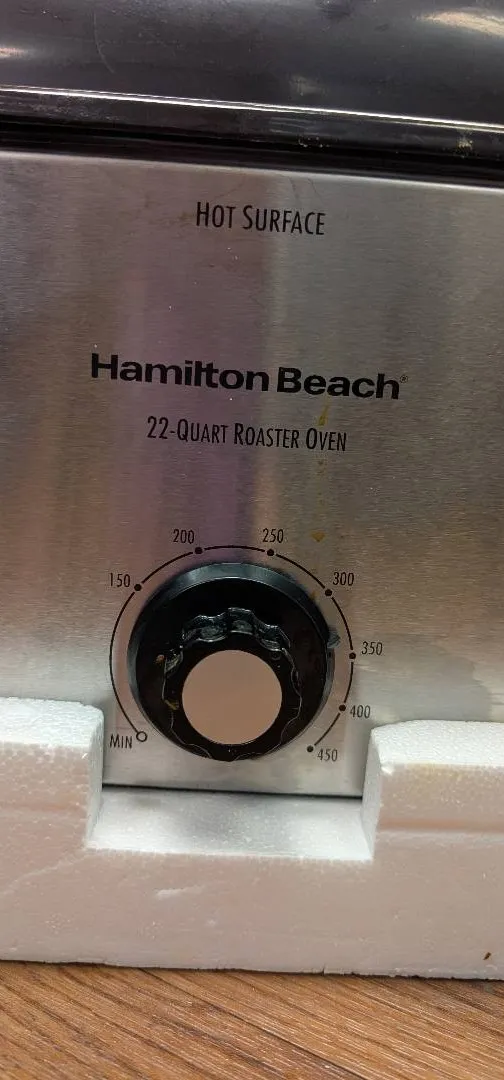 HOT SURFACE
Hamilton Beach®
22-QUART ROASTER OVEN
200 250
150 300
350
400
MIN 450